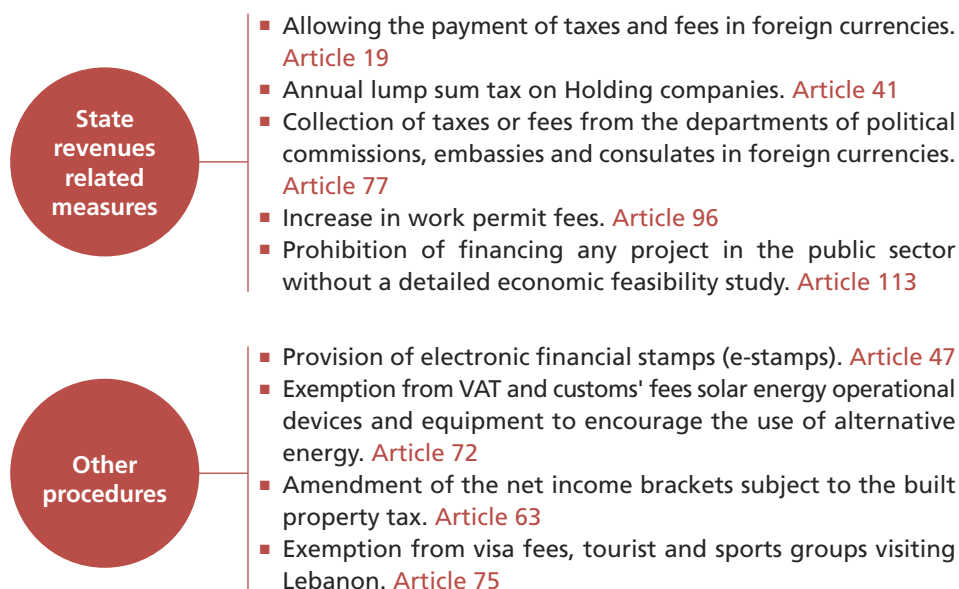 State
revenues
related
measures
▪ Allowing the payment of taxes and fees in foreign currencies.
Article 19
▪ Annual lump sum tax on Holding companies. Article 41
▪ Collection of taxes or fees from the departments of political
commissions, embassies and consulates in foreign currencies.
Article 77
▪ Increase in work permit fees. Article 96
▪ Prohibition of financing any project in the public sector
without a detailed economic feasibility study. Article 113
Other
procedures
▪ Provision of electronic financial stamps (e-stamps). Article 47
▪ Exemption from VAT and customs' fees solar energy operational
devices and equipment to encourage the use of alternative
energy. Article 72
▪ Amendment of the net income brackets subject to the built
property tax. Article 63
▪ Exemption from visa fees, tourist and sports groups visiting
Lebanon. Article 75